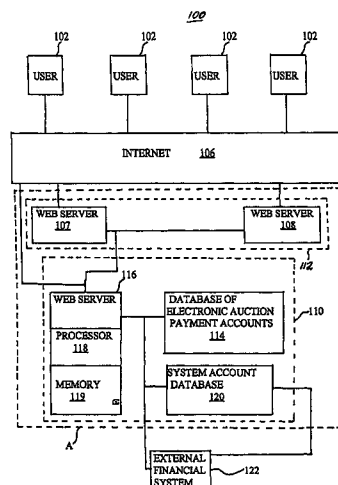 100
102 102 102 102
USER USER USER USER
INTERNET 106
WEB SERVER
107
WEB SERVER
108
112
116
WEB SERVER
PROCESSOR
118
MEMORY
119
DATABASE OF
ELECTRONIC AUCTION
PAYMENT ACCOUNTS
114
110
SYSTEM ACCOUNT
DATABASE
120
A
EXTERNAL
FINANCIAL
SYSTEM
122